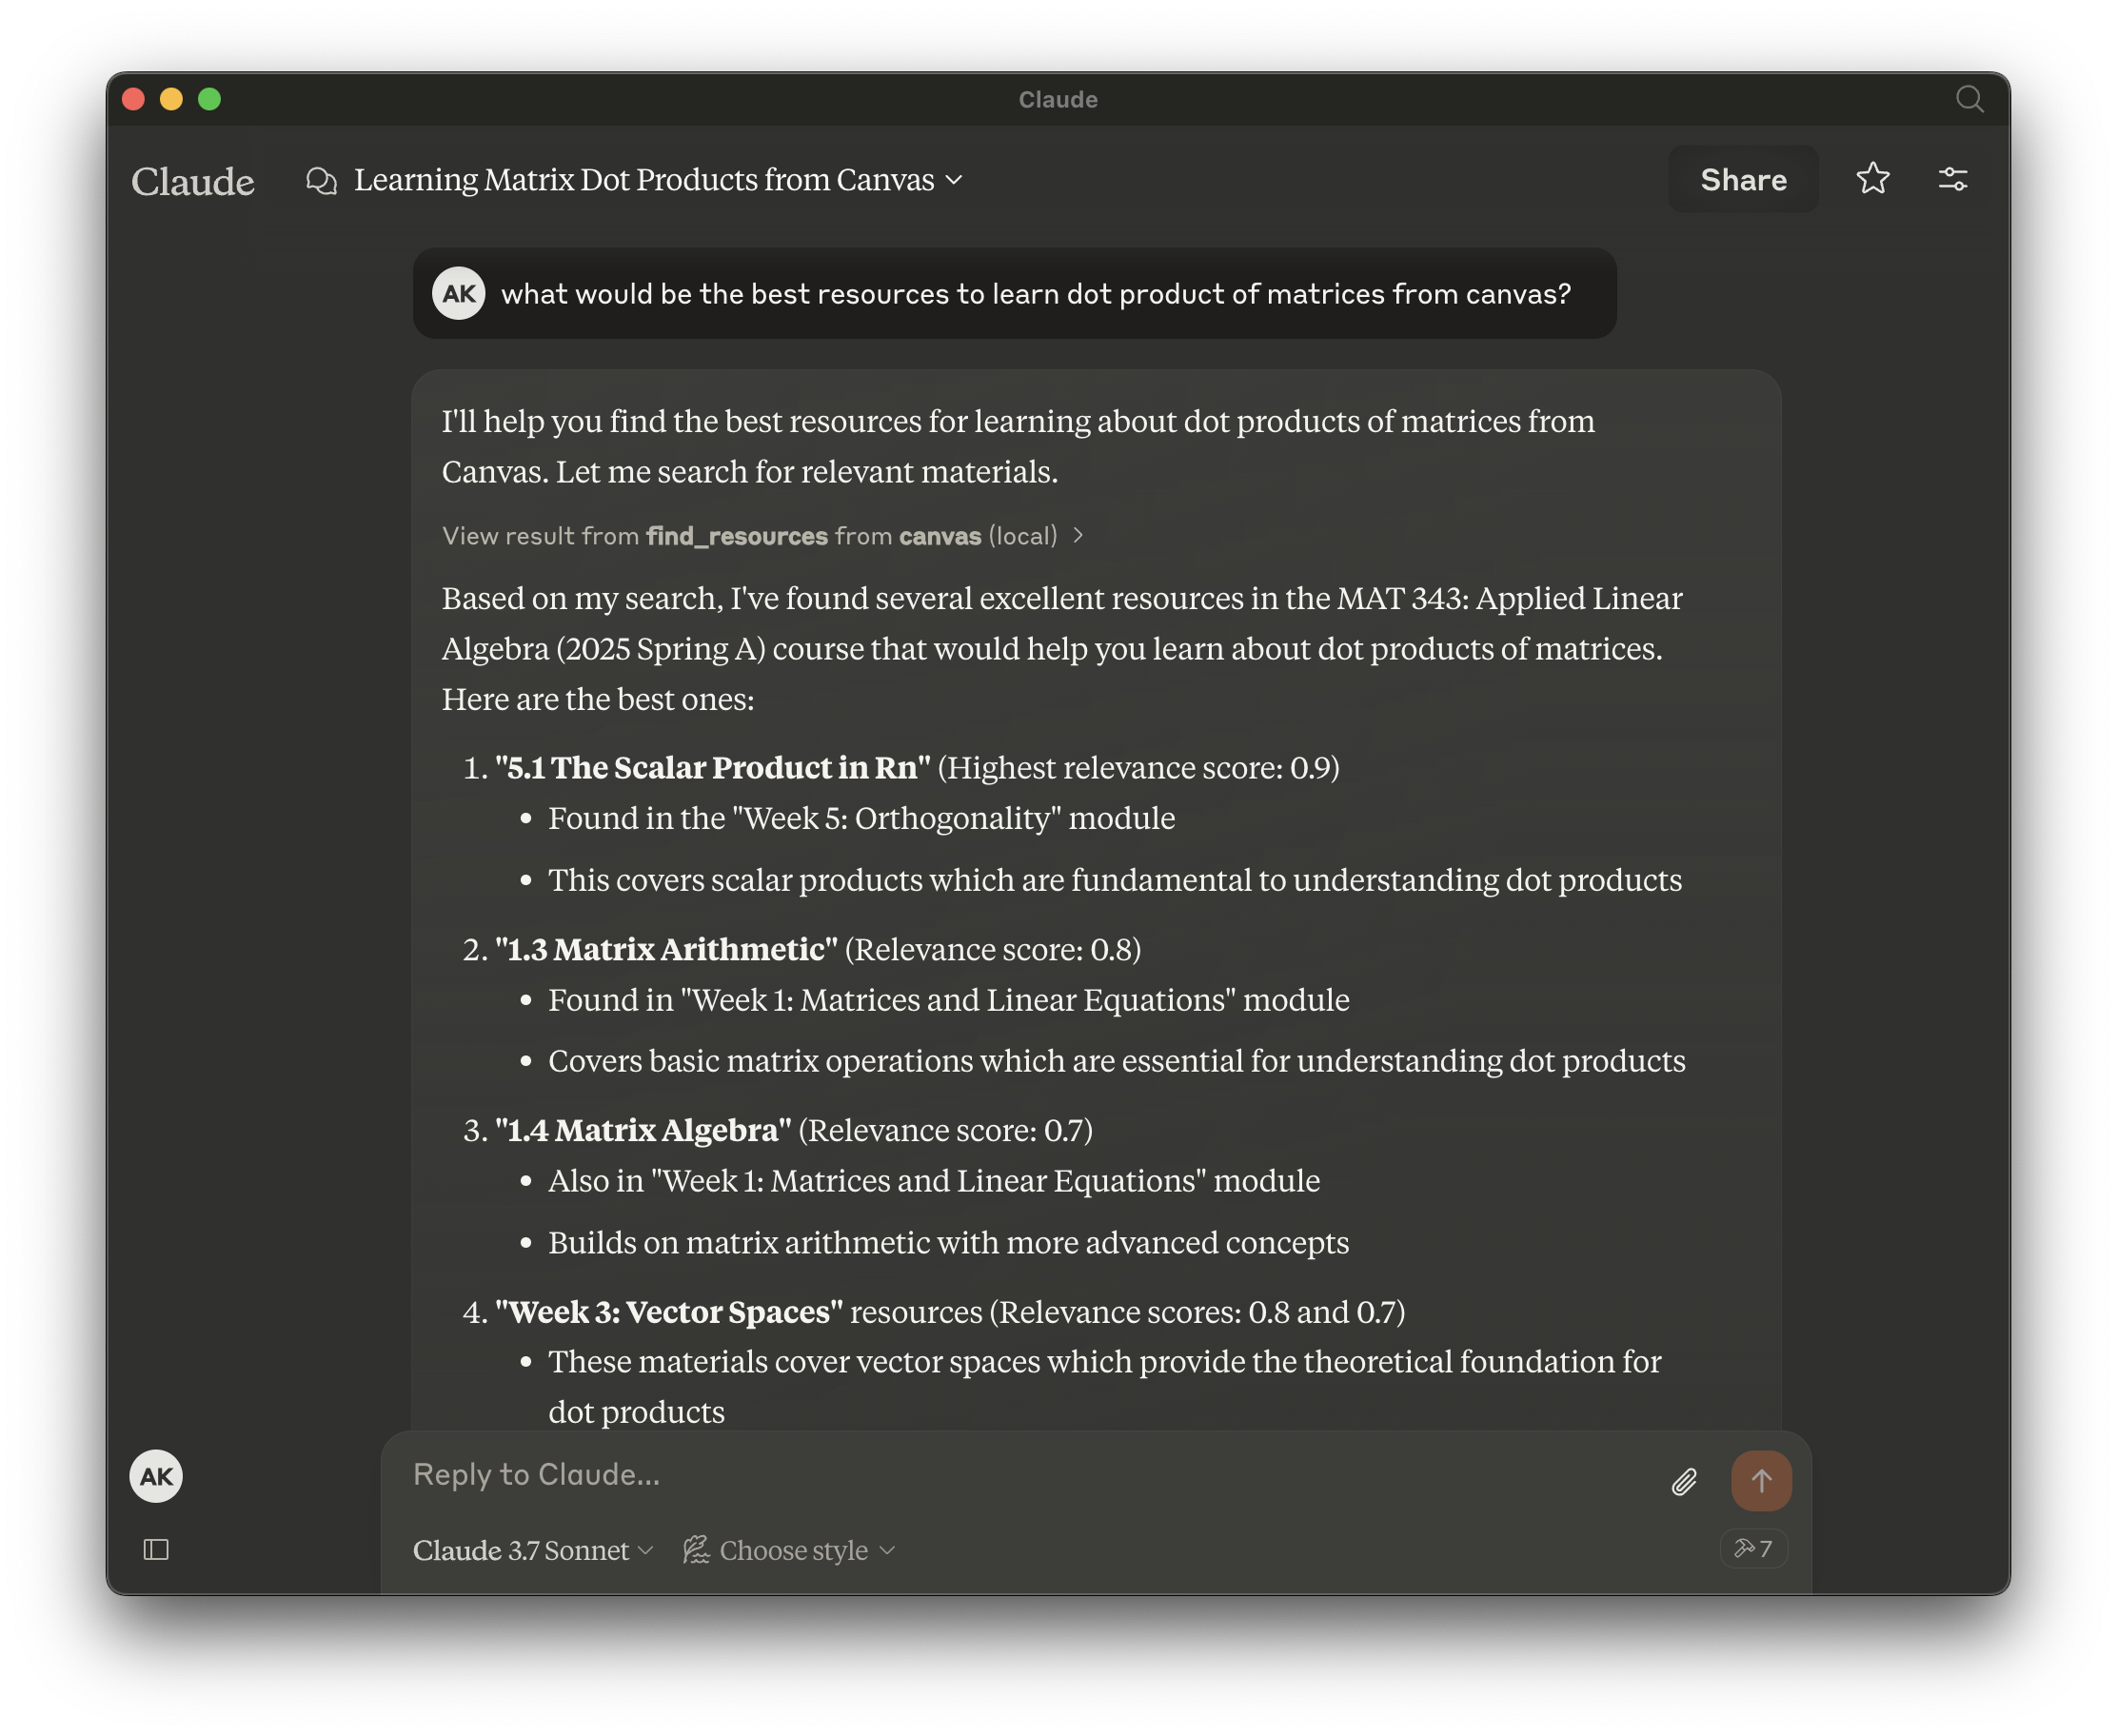 Claude
Claude
Learning Matrix Dot Products from Canvas
Share
AK
what would be the best resources to learn dot product of matrices from canvas?
I'll help you find the best resources for learning about dot products of matrices from
Canvas. Let me search for relevant materials.
View result from find_resources from canvas (local)
Based on my search, I've found several excellent resources in the MAT 343: Applied Linear
Algebra (2025 Spring A) course that would help you learn about dot products of matrices.
Here are the best ones:
1. "5.1 The Scalar Product in Rn" (Highest relevance score: 0.9)
• Found in the "Week 5: Orthogonality" module
• This covers scalar products which are fundamental to understanding dot products
2. "1.3 Matrix Arithmetic" (Relevance score: 0.8)
• Found in "Week 1: Matrices and Linear Equations" module
• Covers basic matrix operations which are essential for understanding dot products
3. "1.4 Matrix Algebra" (Relevance score: 0.7)
• Also in "Week 1: Matrices and Linear Equations" module
• Builds on matrix arithmetic with more advanced concepts
4. "Week 3: Vector Spaces" resources (Relevance scores: 0.8 and 0.7)
• These materials cover vector spaces which provide the theoretical foundation for
dot products
AK
Reply to Claude...
Claude 3.7 Sonnet
Choose style
7